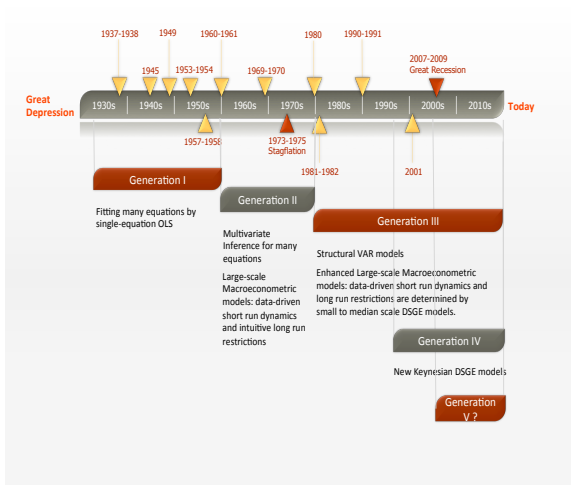 1937-1938
1949
1960-1961
1980
1990-1991
1945
1953-1954
1969-1970
2007-2009
Great Recession
Great
Depression
1930s
1940s
1950s
1960s
1970s
1980s
1990s
2000s
2010s
Today
1957-1958
1973-1975
Stagflation
1981-1982
2001
Generation I
Fitting many equations by
single-equation OLS
Generation II
Multivariate
Inference for many
equations
Large-scale
Macroeconometric
models: data-driven
short run dynamics
and intuitive long run
restrictions
Generation III
Structural VAR models
Enhanced Large-scale Macroeconometric
models: data-driven short run dynamics and
long run restrictions are determined by
small to median scale DSGE models.
Generation IV
New Keynesian DSGE models
Generation
V ?